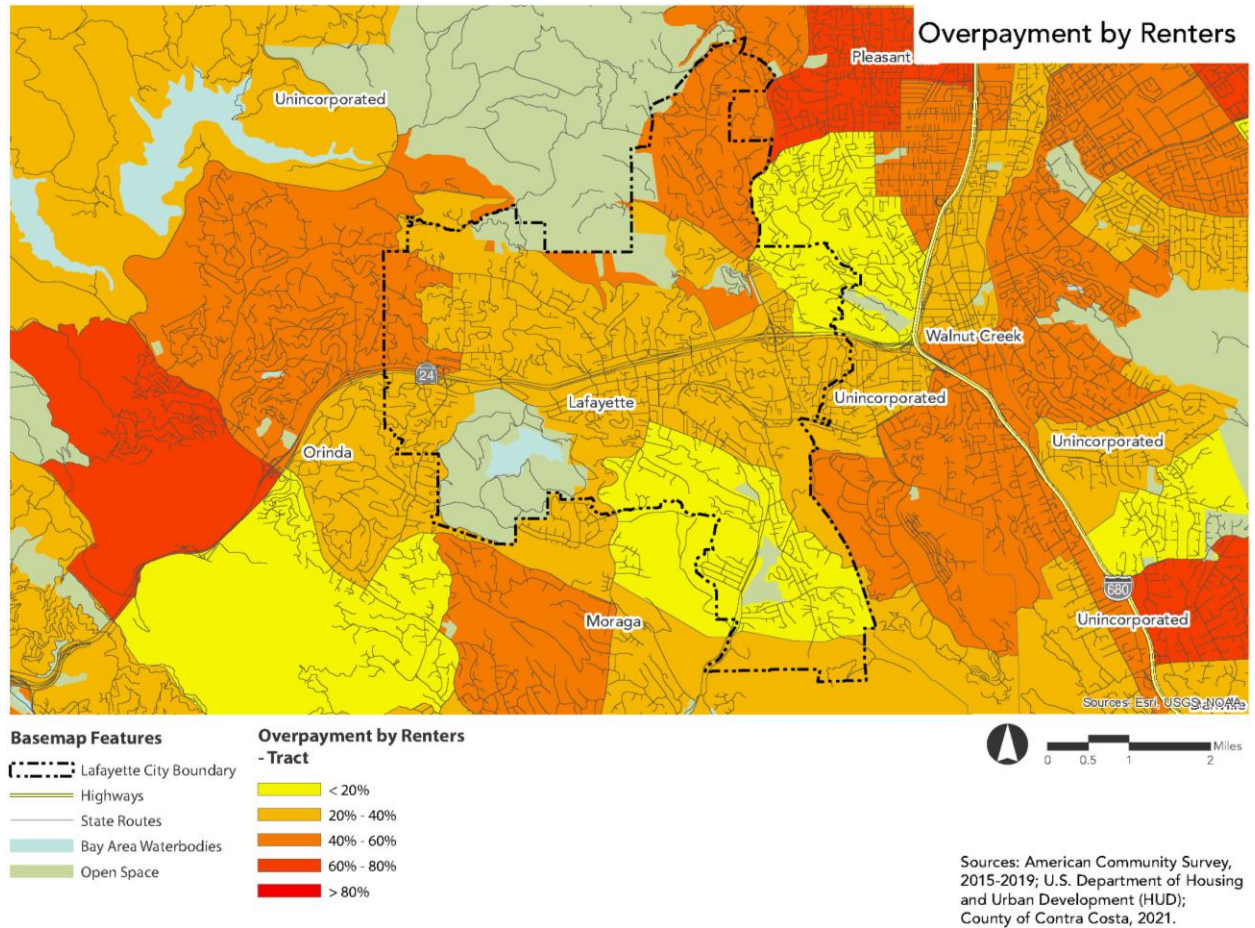 Overpayment by Renters
Pleasant
Unincorporated
Walnut Creek
24
Lafayette
Unincorporated
Unincorporated
Orinda
680
Moraga
Unincorporated
Sources: Esri, USGS, NOAA
Basemap Features
Lafayette City Boundary
Highways
State Routes
Bay Area Waterbodies
Open Space
Overpayment by Renters
- Tract
< 20%
20% - 40%
40% - 60%
60% - 80%
> 80%
Miles
0 0.5 1 2
Sources: American Community Survey,
2015-2019; U.S. Department of Housing
and Urban Development (HUD);
County of Contra Costa, 2021.